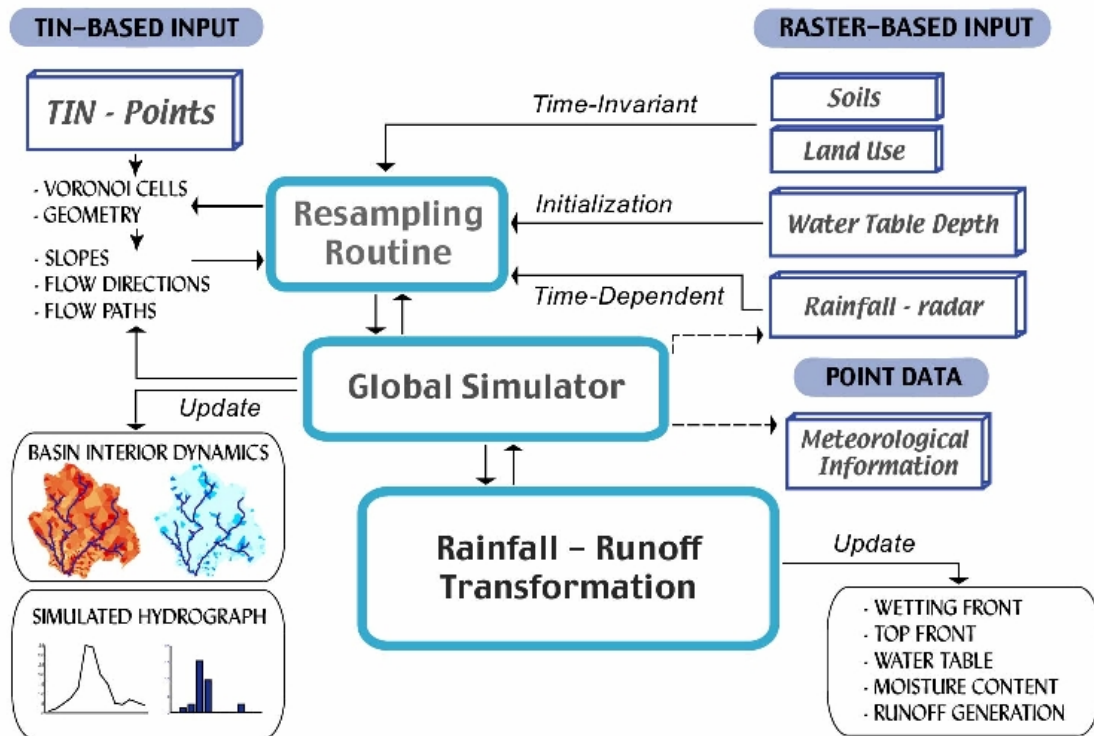 TIN–BASED INPUT
TIN - Points
- VORONOI CELLS
- GEOMETRY
- SLOPES
- FLOW DIRECTIONS
- FLOW PATHS
RASTER–BASED INPUT
Soils
Land Use
Water Table Depth
Rainfall - radar
Time-Invariant
Initialization
Time-Dependent
Resampling
Routine
Global Simulator
POINT DATA
Meteorological
Information
Update
BASIN INTERIOR DYNAMICS
SIMULATED HYDROGRAPH
Rainfall – Runoff
Transformation
Update
- WETTING FRONT
- TOP FRONT
- WATER TABLE
- MOISTURE CONTENT
- RUNOFF GENERATION